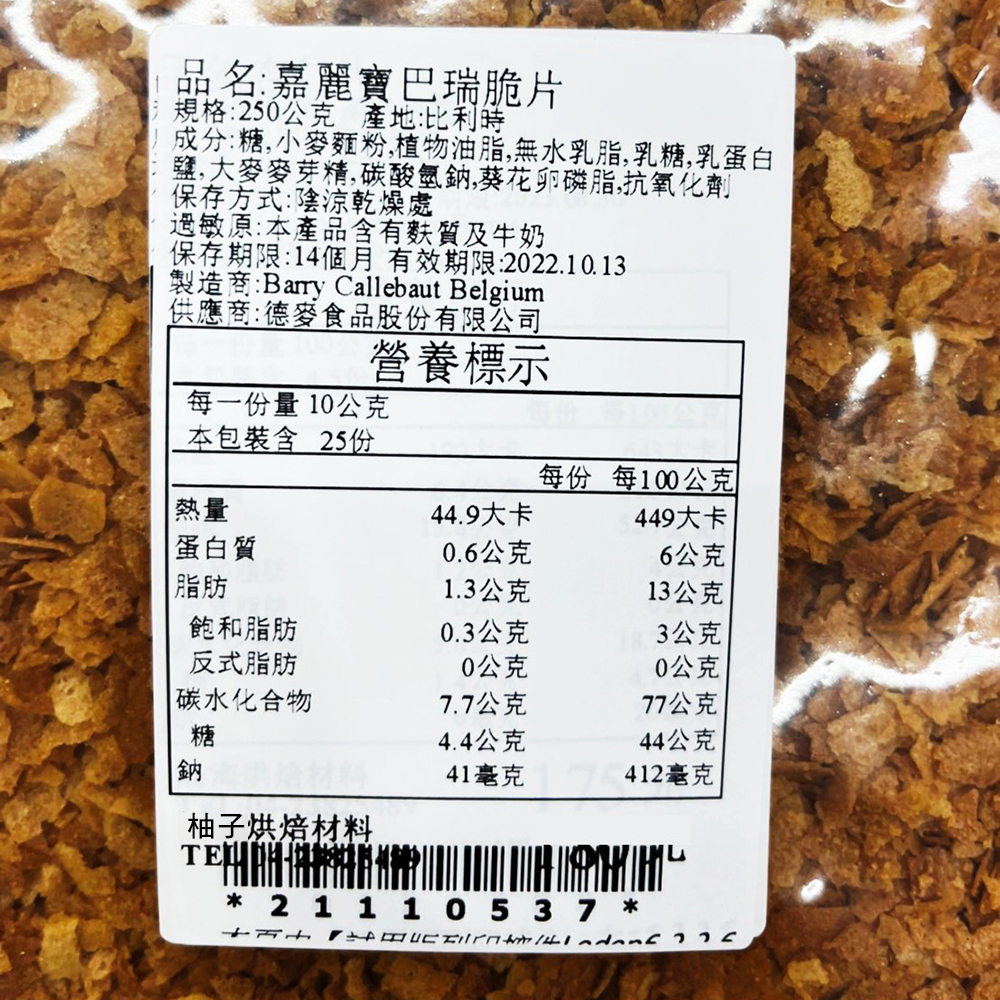 品名:嘉麗寶巴瑞脆片
規格:250公克 產地:比利時
成分:糖,小麥麵粉,植物油脂,無水乳脂,乳糖,乳蛋白
鹽,大麥麥芽精,碳酸氫鈉,葵花卵磷脂,抗氧化劑
保存方式:陰涼乾燥處
過敏原:本產品含有麩質及牛奶
保存期限:14個月 有效期限:2022.10.13
製造商:Barry Callebaut Belgium
供應商:德麥食品股份有限公司
營養標示
每一份量 10公克
本包裝含 25份
每份 每100公克
熱量 44.9大卡 449大卡
蛋白質 0.6公克 6公克
脂肪 1.3公克 13公克
飽和脂肪 0.3公克 3公克
反式脂肪 0公克 0公克
碳水化合物 7.7公克 77公克
糖 4.4公克 44公克
鈉 41毫克 412毫克
柚子烘焙材料
*21110537*